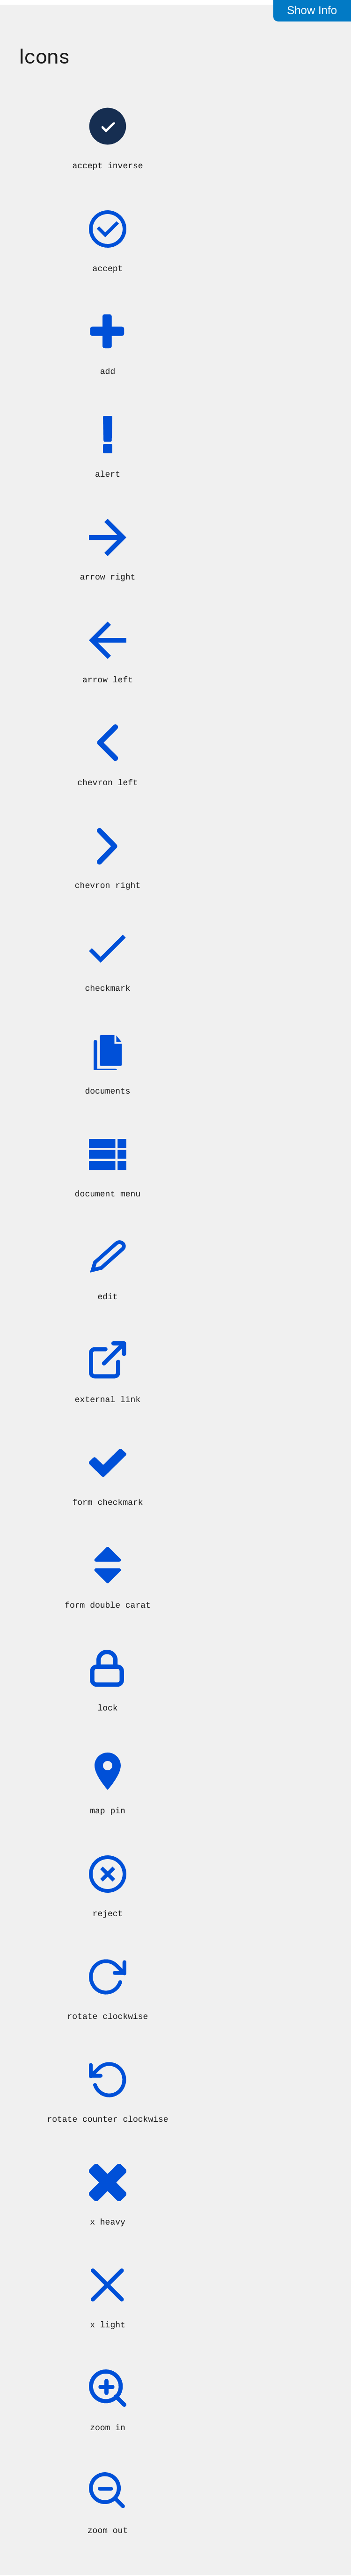 Show Info
Icons
accept inverse
accept
add
alert
arrow right
arrow left
chevron left
chevron right
checkmark
documents
document menu
edit
external link
form checkmark
form double carat
lock
map pin
reject
rotate clockwise
rotate counter clockwise
x heavy
x light
zoom in
zoom out